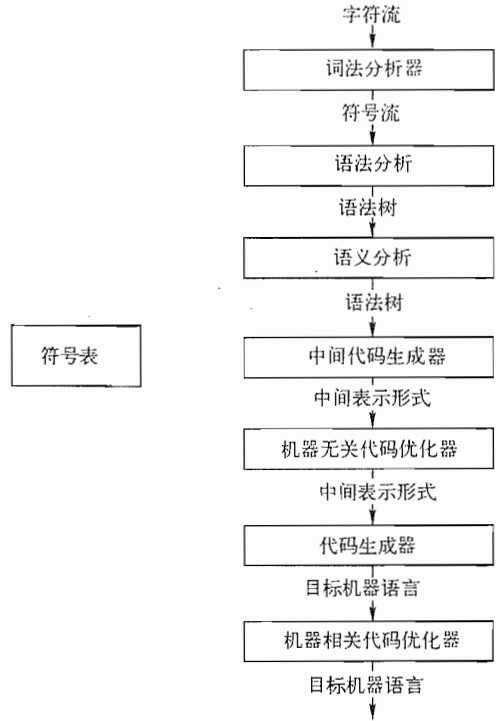 字符流
词法分析器
符号流
语法分析
语法树
语义分析
语法树
符号表
中间代码生成器
中间表示形式
机器无关代码优化器
中间表示形式
代码生成器
目标机器语言
机器相关代码优化器
目标机器语言